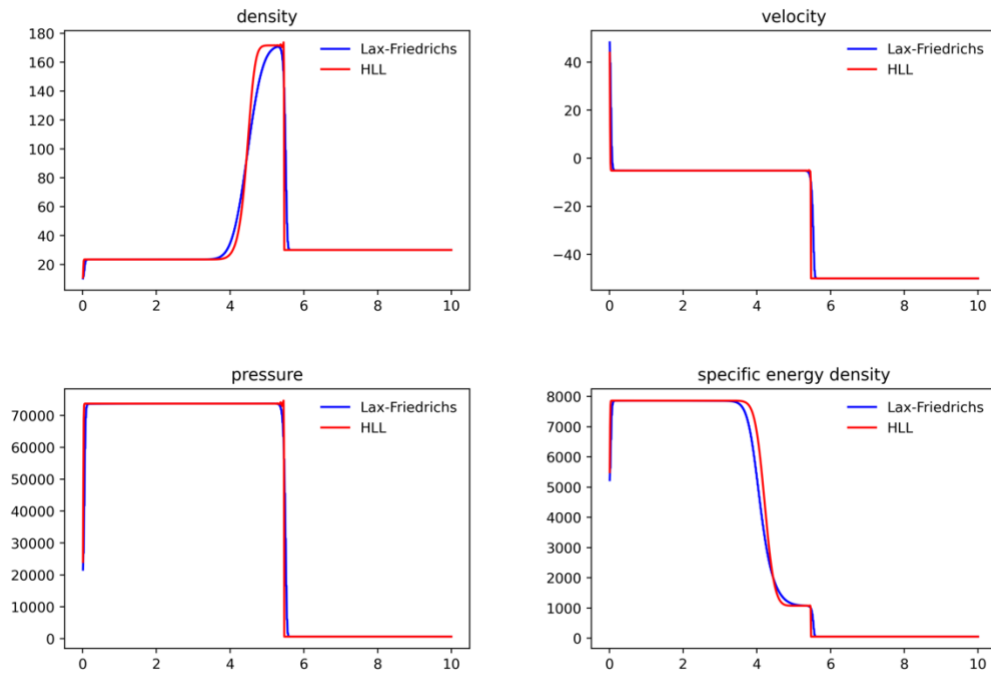 density
180
160
140
120
100
80
60
40
20
0 2 4 6 8 10
Lax-Friedrichs
HLL
velocity
40
20
0
−20
−40
0 2 4 6 8 10
Lax-Friedrichs
HLL
pressure
70000
60000
50000
40000
30000
20000
10000
0
0 2 4 6 8 10
Lax-Friedrichs
HLL
specific energy density
8000
7000
6000
5000
4000
3000
2000
1000
0
0 2 4 6 8 10
Lax-Friedrichs
HLL